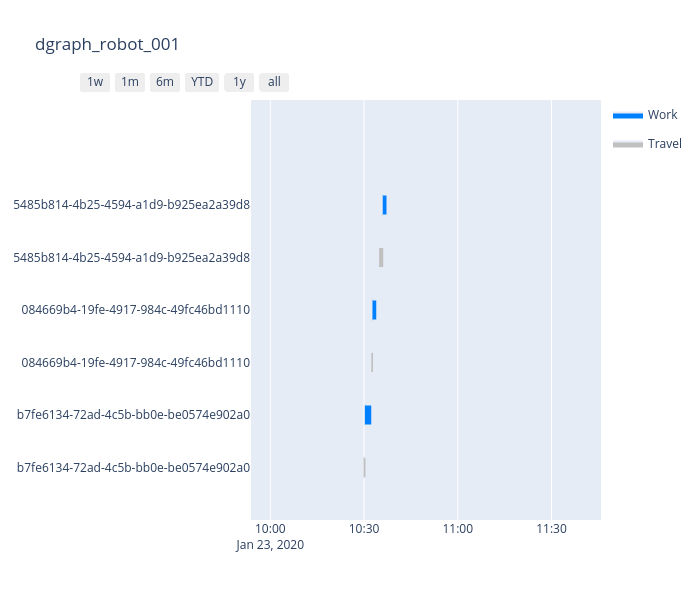 dgraph_robot_001
1w 1m 6m YTD 1y all
Work
Travel
5485b814-4b25-4594-a1d9-b925ea2a39d8
5485b814-4b25-4594-a1d9-b925ea2a39d8
084669b4-19fe-4917-984c-49fc46bd1110
084669b4-19fe-4917-984c-49fc46bd1110
b7fe6134-72ad-4c5b-bb0e-be0574e902a0
b7fe6134-72ad-4c5b-bb0e-be0574e902a0
10:00 10:30 11:00 11:30
Jan 23, 2020